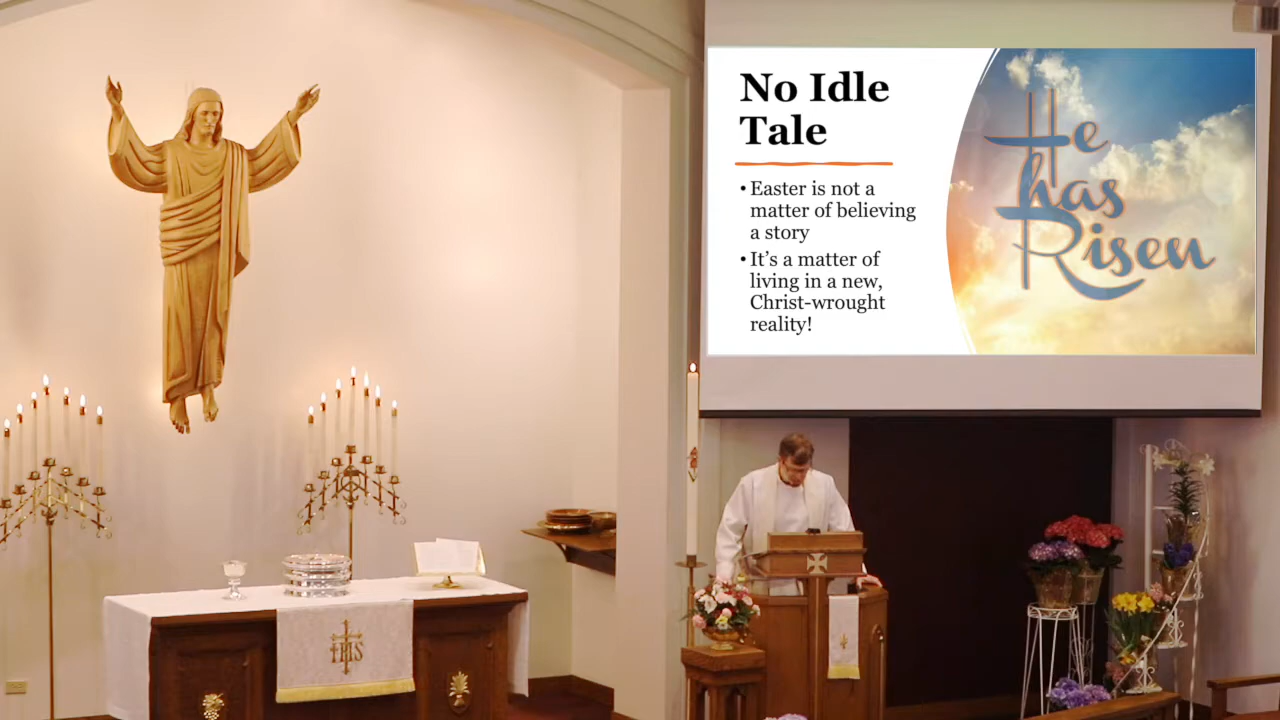 No Idle
Tale
• Easter is not a
matter of believing
a story
• It's a matter of
living in a new,
Christ-wrought
reality!
He
has
Risen
IHS